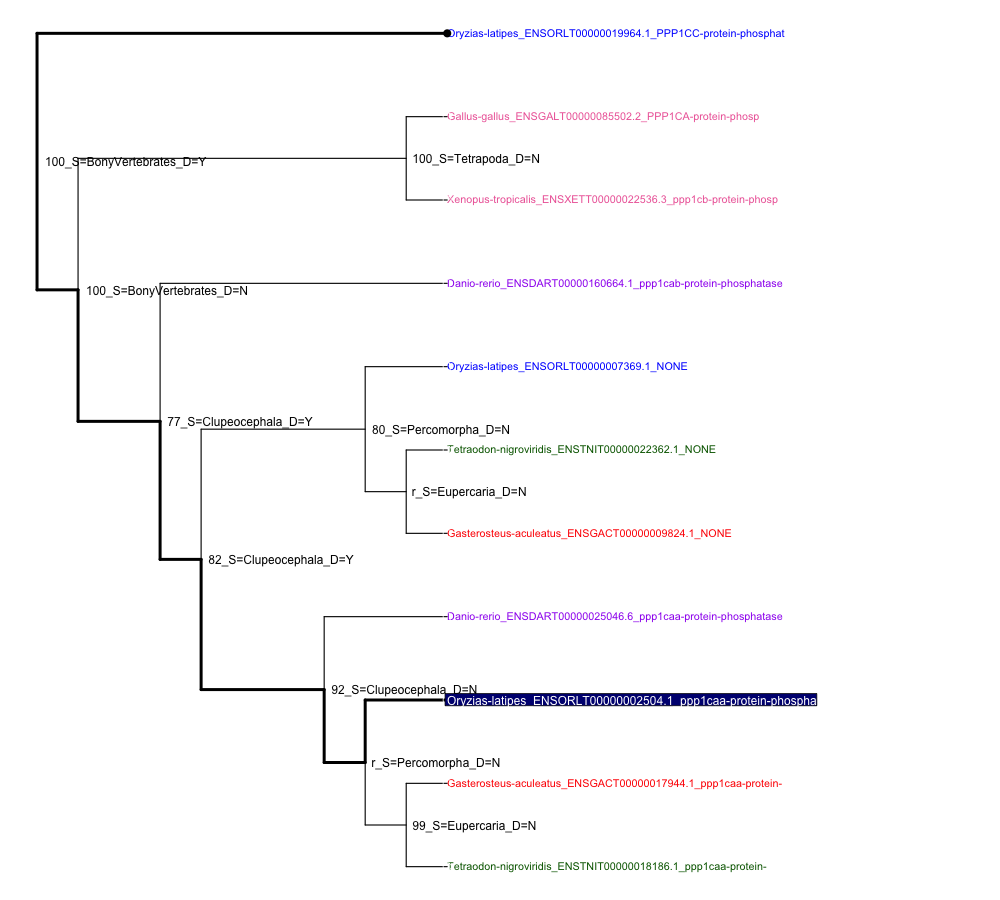 Oryzias-latipes_ENSORLT00000019964.1_PPP1CC-protein-phosphat
Gallus-gallus_ENSGALT00000085502.2_PPP1CA-protein-phosp
100_S=BonyVertebrates_D=Y
100_S=Tetrapoda_D=N
Xenopus-tropicalis_ENSXETT00000022536.3_ppp1cb-protein-phosp
Danio-rerio_ENSDART00000160664.1_ppp1cab-protein-phosphatase
100_S=BonyVertebrates_D=N
Oryzias-latipes_ENSORLT00000007369.1_NONE
77_S=Clupeocephala_D=Y
80_S=Percomorpha_D=N
Tetraodon-nigroviridis_ENSTNIT00000022362.1_NONE
r_S=Eupercaria_D=N
Gasterosteus-aculeatus_ENSGACT00000009824.1_NONE
82_S=Clupeocephala_D=Y
Danio-rerio_ENSDART00000025046.6_ppp1caa-protein-phosphatase
92_S=Clupeocephala_D=N
Oryzias-latipes_ENSORLT00000002504.1_ppp1caa-protein-phospha
r_S=Percomorpha_D=N
Gasterosteus-aculeatus_ENSGACT00000017944.1_ppp1caa-protein-
99_S=Eupercaria_D=N
Tetraodon-nigroviridis_ENSTNIT00000018186.1_ppp1caa-protein-